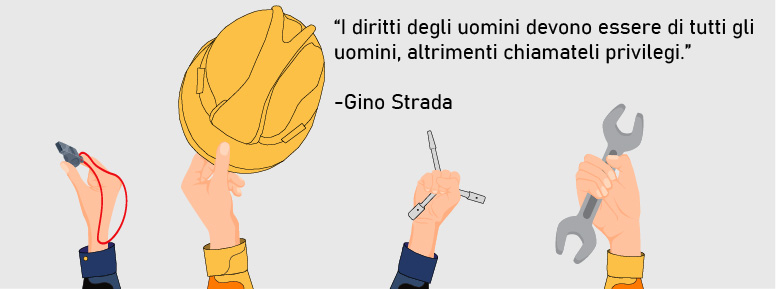 “I diritti degli uomini devono essere di tutti gli
uomini, altrimenti chiamateli privilegi.”
-Gino Strada